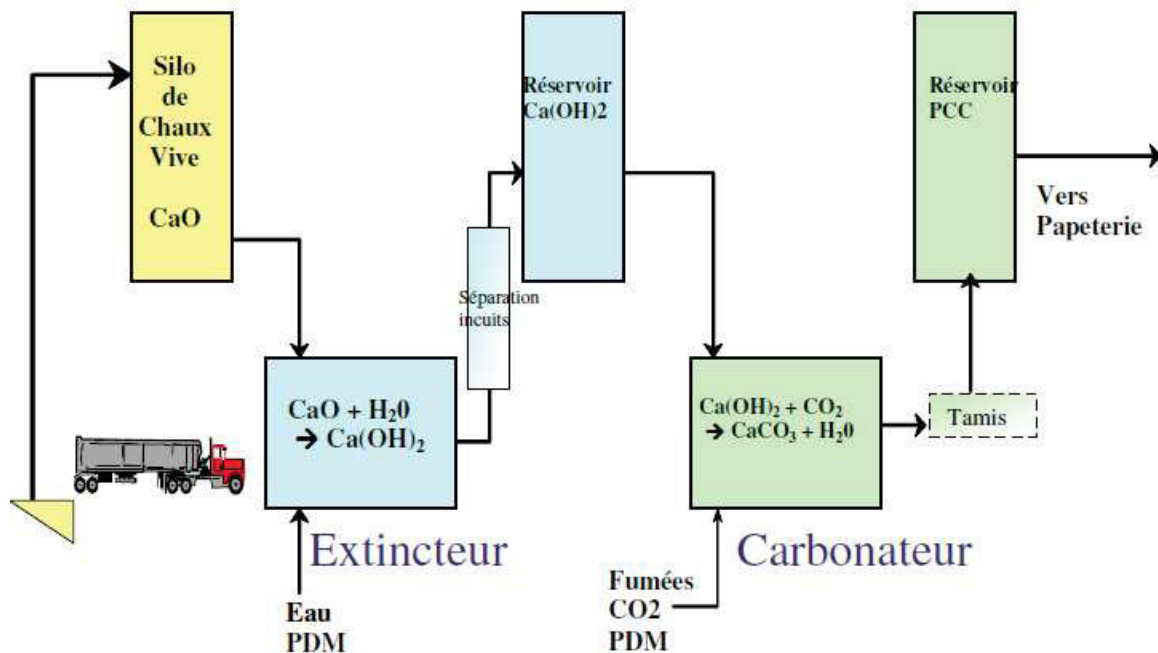 Silo
de
Chaux
Vive
CaO
Réservoir
Ca(OH)2
Réservoir
PCC
Vers
Papeterie
Séparation
incuits
CaO + H₂0
➔ Ca(OH)₂
Ca(OH)₂ + CO₂
➔ CaCO₃ + H₂0
Tamis
Extincteur
Carbonateur
Eau
PDM
Fumées
CO2
PDM